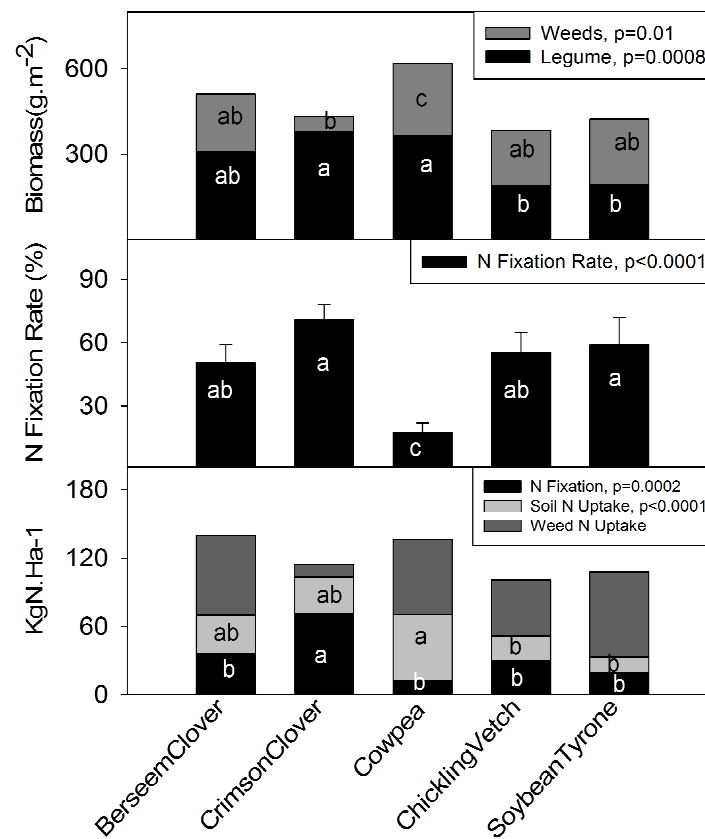 Biomass(g.m-2)
600
300
Weeds, p=0.01
Legume, p=0.0008
ab b c ab ab
ab a a b b
N Fixation Rate (%)
90
60
30
N Fixation Rate, p<0.0001
ab a c ab a
KgN.Ha-1
180
120
60
0
N Fixation, p=0.0002
Soil N Uptake, p<0.0001
Weed N Uptake
ab ab a b b
b a b b b
BerseemClover
CrimsonClover
Cowpea
ChicklingVetch
SoybeanTyrone